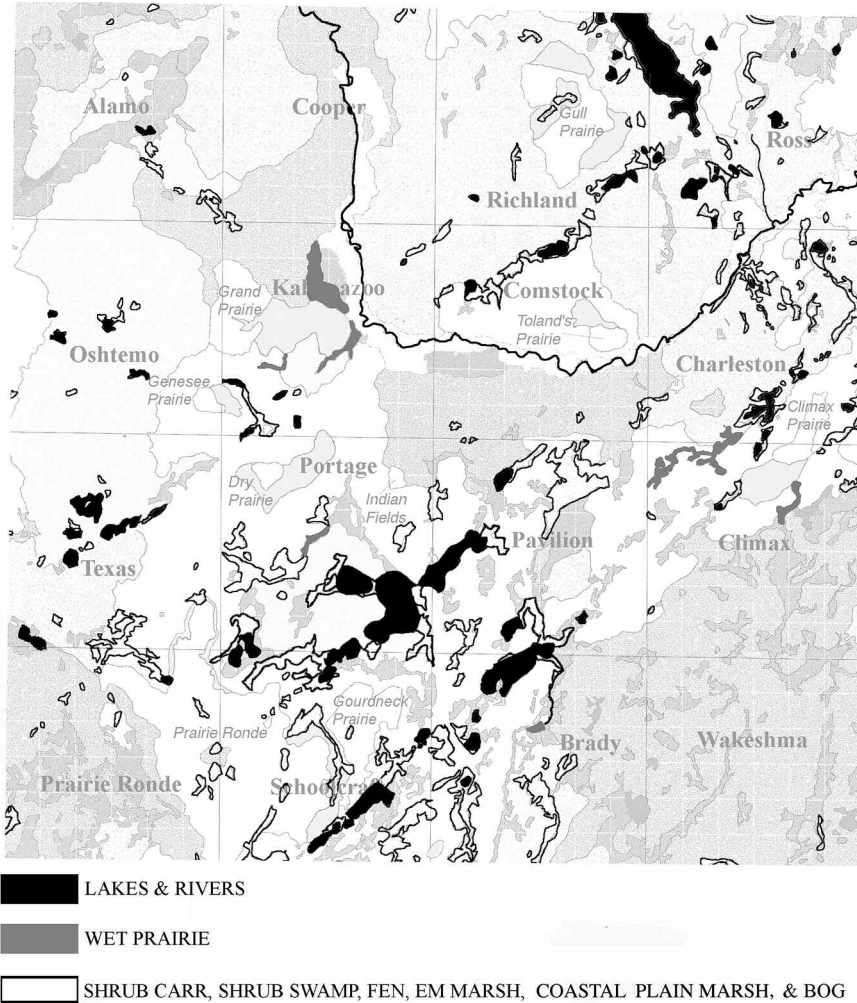 Alamo
Cooper
Gull
Prairie
Ross
Richland
Grand
Prairie
Kalamazoo
Comstock
Toland's
Prairie
Oshtemo
Genesee
Prairie
Charleston
Climax
Prairie
Portage
Dry
Prairie
Indian
Fields
Pavilion
Climax
Texas
Gourdneck
Prairie
Prairie Ronde
Brady
Wakeshma
Prairie Ronde
Schoolcraft
LAKES & RIVERS
WET PRAIRIE
SHRUB CARR, SHRUB SWAMP, FEN, EM MARSH, COASTAL PLAIN MARSH, & BOG